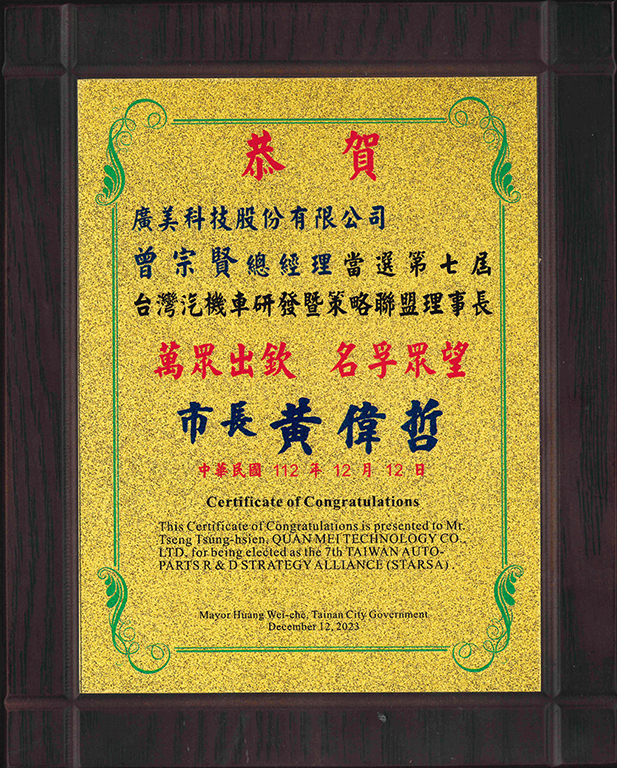 恭 賀
廣美科技股份有限公司
曾宗賢總經理當選第七屆
台灣汽機車研發暨策略聯盟理事長
萬眾出欽 名孚眾望
市長 黃偉哲
中華民國 112 年 12 月 12 日
Certificate of Congratulations
This Certificate of Congratulations is presented to Mr.
Tseng Tsung-hsien, QUAN MEI TECHNOLOGY CO.,
LTD. for being elected as the 7th TAIWAN AUTO-
PARTS R & D STRATEGY ALLIANCE (STARSA) .
Mayor Huang Wei-che, Tainan City Government
December 12, 2023